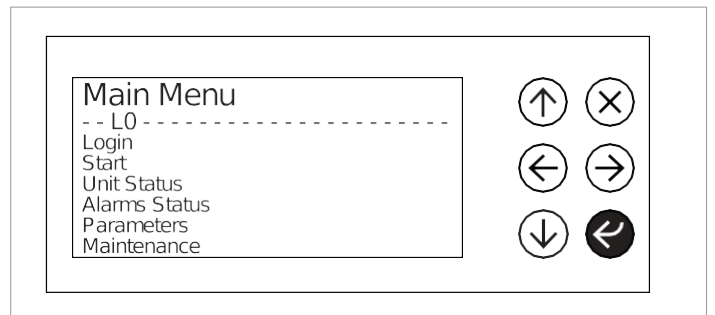 Main Menu
- - L0 - - - - - - - - - - - - - - - - - - - - - -
Login
Start
Unit Status
Alarms Status
Parameters
Maintenance